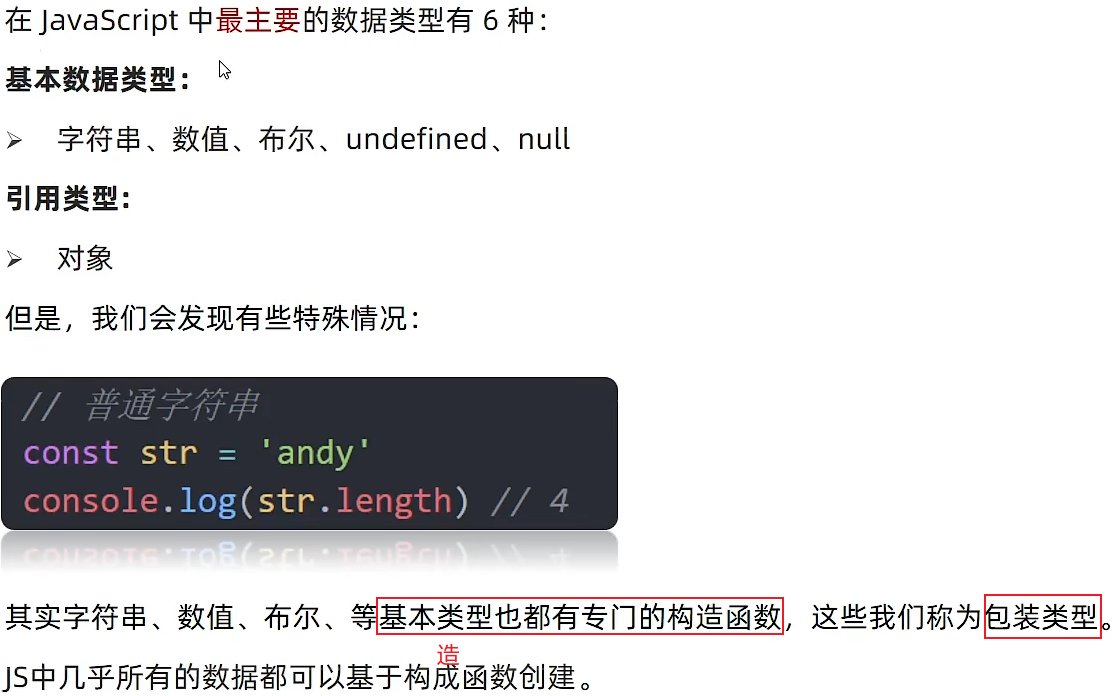 在 JavaScript 中最主要的数据类型有 6 种：
基本数据类型：
➢ 字符串、数值、布尔、undefined、null
引用类型：
➢ 对象
但是，我们会发现有些特殊情况：
// 普通字符串
const str = 'andy'
console.log(str.length) // 4
其实字符串、数值、布尔、等基本类型也都有专门的构造函数，这些我们称为包装类型。
造
JS中几乎所有的数据都可以基于构成函数创建。